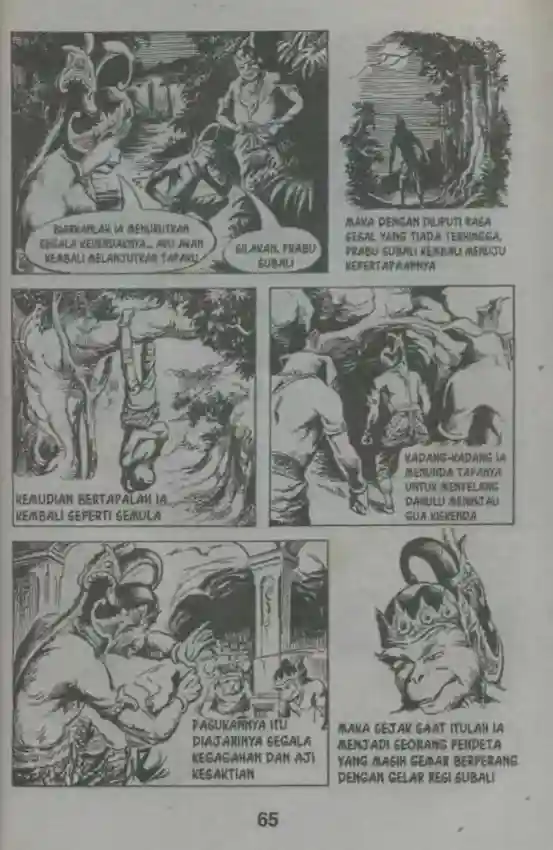 BIARKANLAH IA MENURUTKAN
SEGALA KEHENDAKNYA... AKU AKAN
KEMBALI MELANJUTKAN TAPAKU
SILAKAN, PRABU
SUBALI
MAKA DENGAN DILIPUTI RASA
SESAL YANG TIADA TERHINGGA,
PRABU SUBALI KEMBALI MENUJU
KEPERTAPAANNYA
KEMUDIAN BERTAPALAH IA
KEMBALI SEPERTI SEMULA
KADANG-KADANG IA
MENUNDA TAPANYA
UNTUK MENYELANG
DAHULU MENINJAU
GUA KISKENDA
PASUKANNYA ITU
DIAJARINYA SEGALA
KEGAGAHAN DAN AJI
KESAKTIAN
MAKA SEJAK SAAT ITULAH IA
MENJADI SEORANG PENDETA
YANG MASIH GEMAR BERPERANG
DENGAN GELAR RESI SUBALI
65